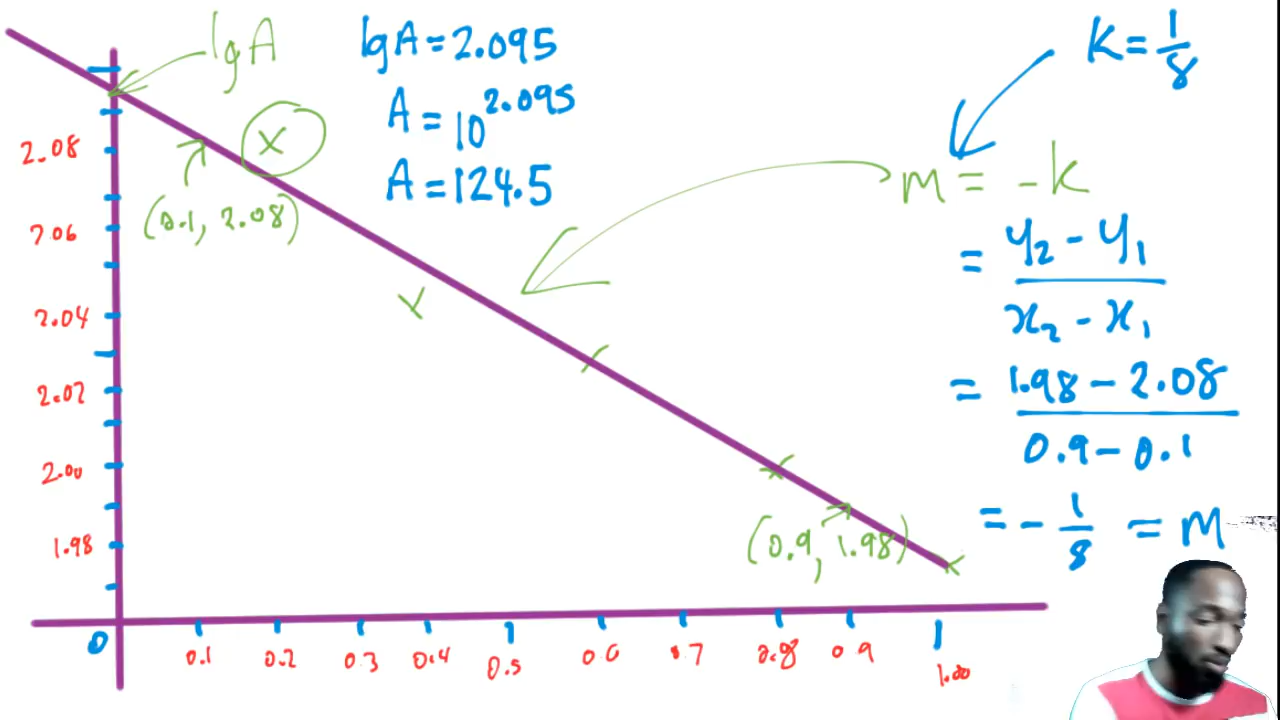 lgA
lgA = 2.095
A = 10^2.095
A = 124.5
K = 1/8
m = -k
= y₂ - y₁ / x₂ - x₁
= 1.98 - 2.08 / 0.9 - 0.1
= - 1/8 = m
x
(0.1, 2.08)
(0.9, 1.98)
2.08
2.06
2.04
2.02
2.00
1.98
0
0.1
0.2
0.3
0.4
0.5
0.6
0.7
0.8
0.9
1.00